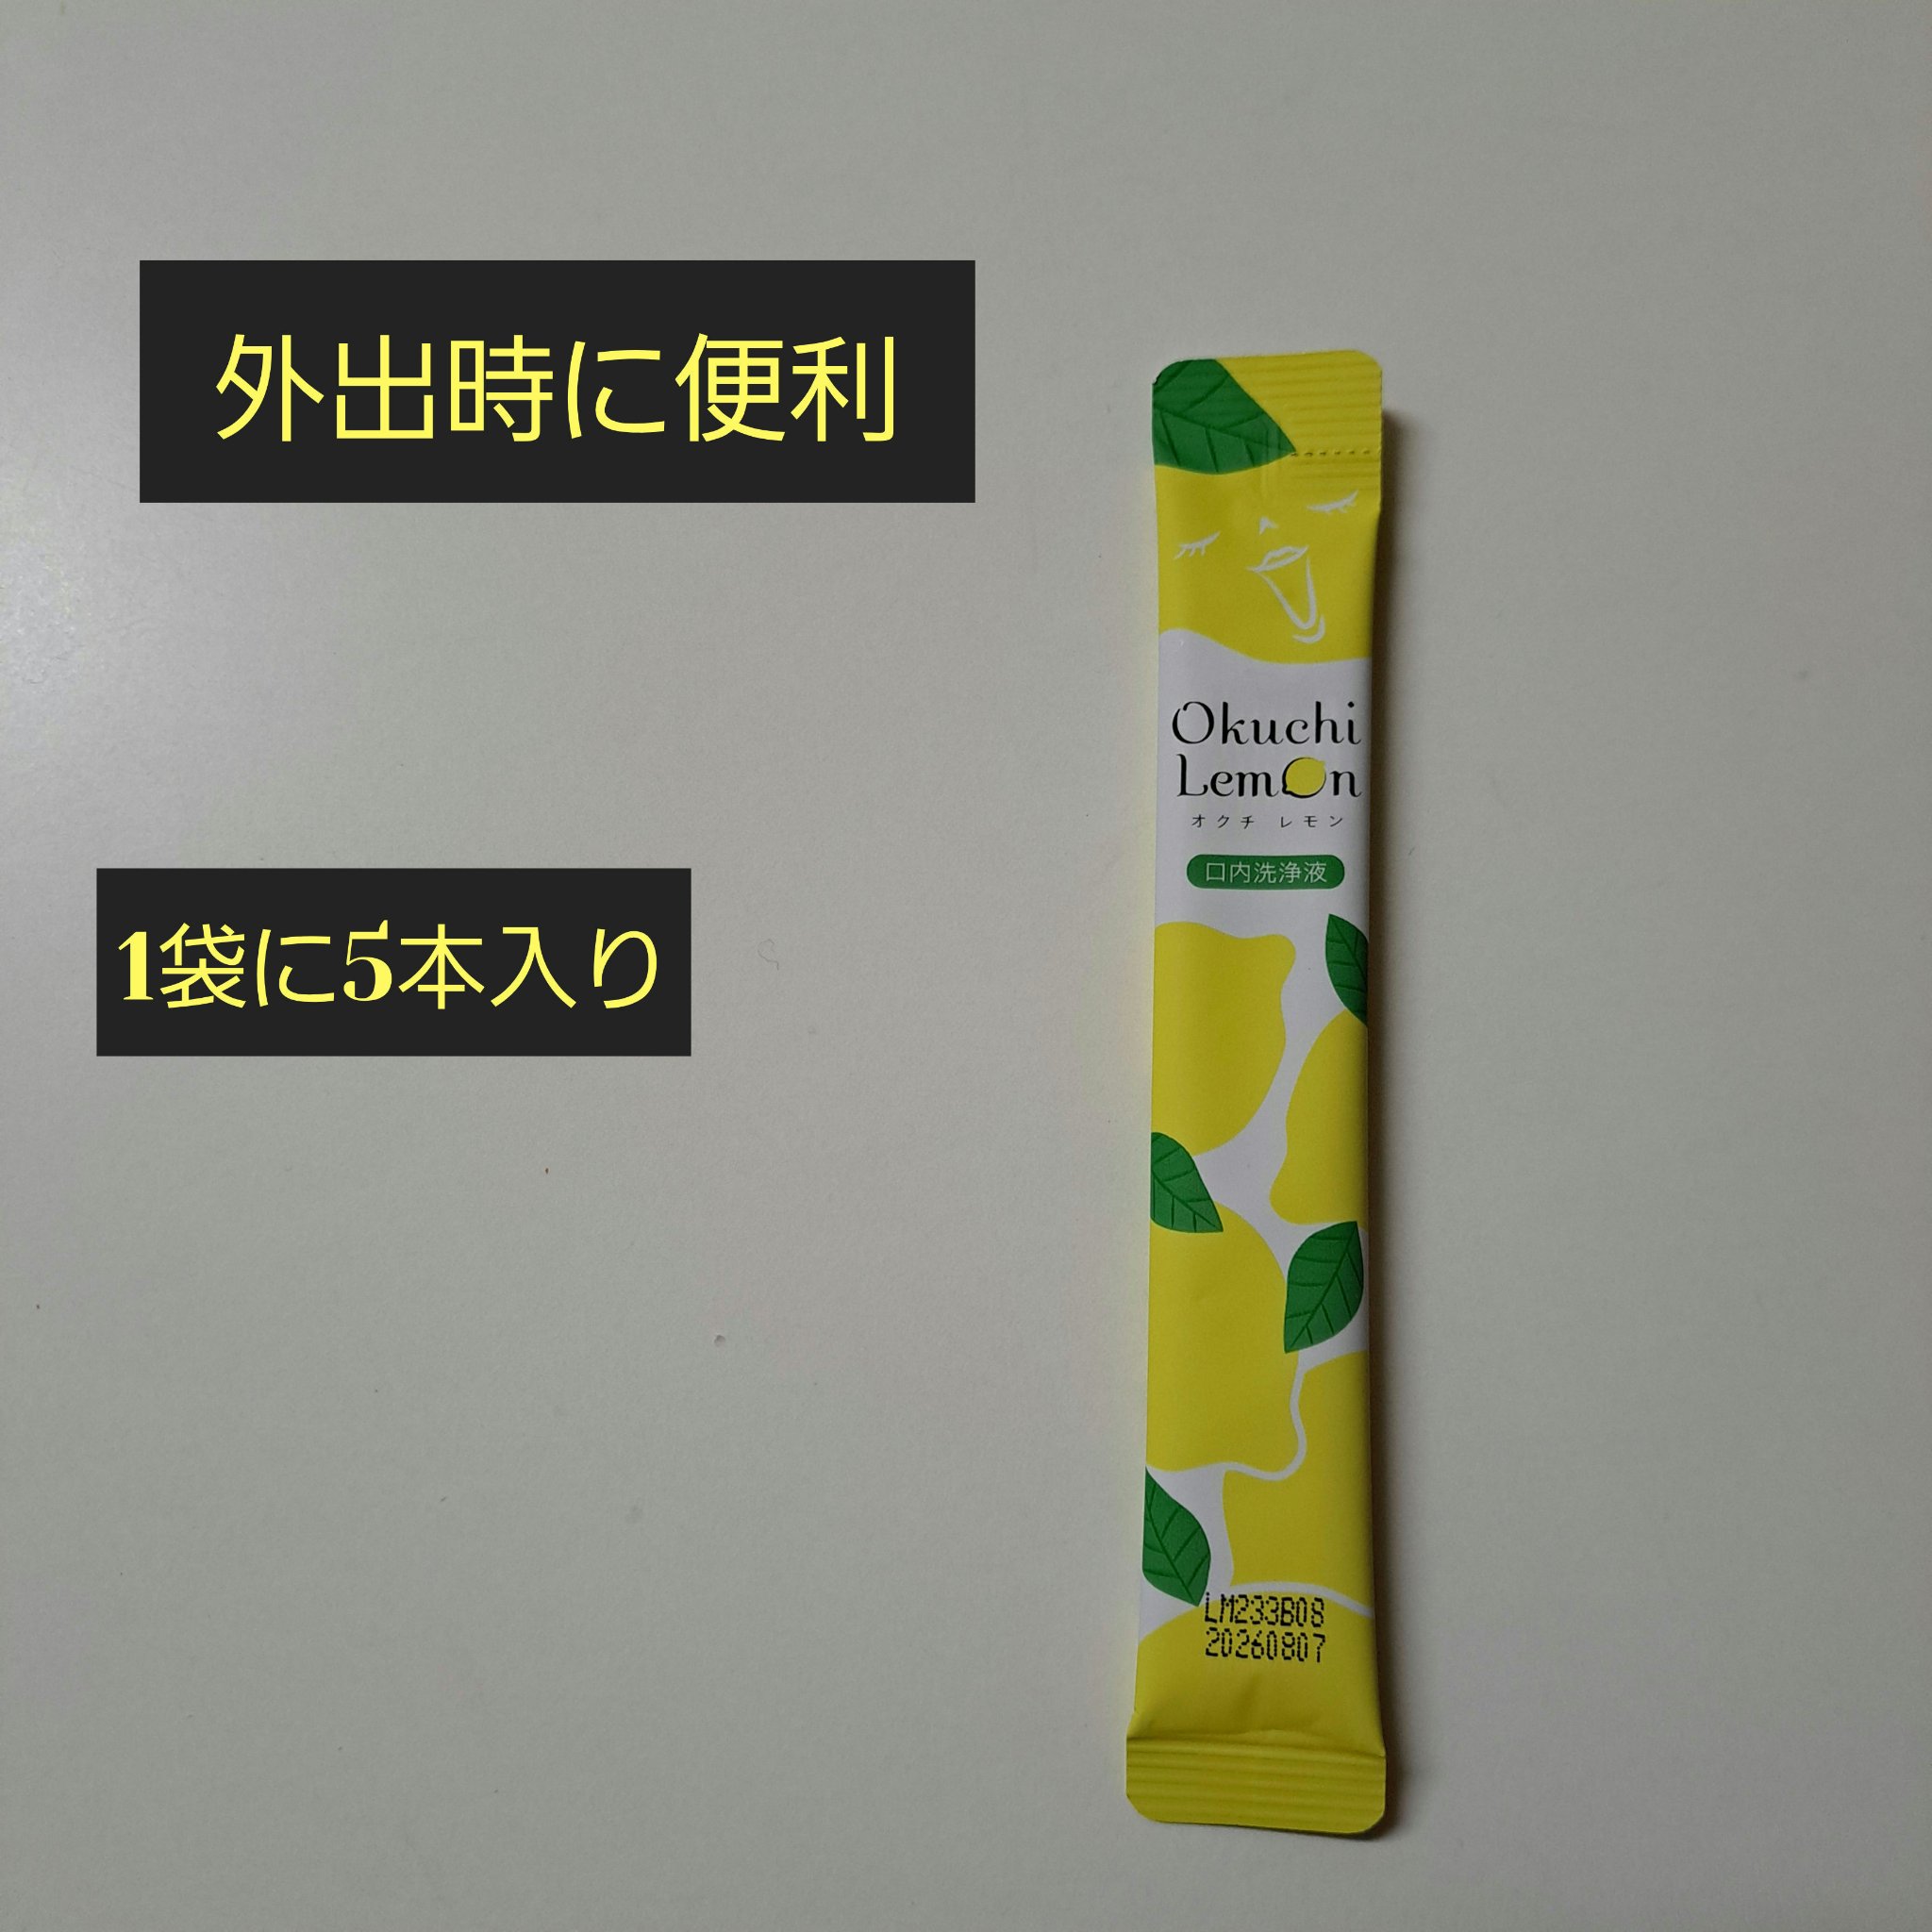 外出時に便利
1袋に5本入り
Okuchi
Lemon
オクチ レモン
口内洗浄液
LM233B08
20260807